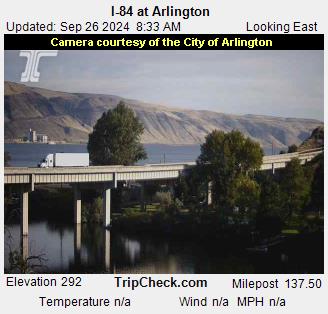 I-84 at Arlington
Updated: Sep 26 2024 8:33 AM Looking East
Camera courtesy of the City of Arlington
Elevation 292 TripCheck.com Milepost 137.50
Temperature n/a Wind n/a MPH n/a